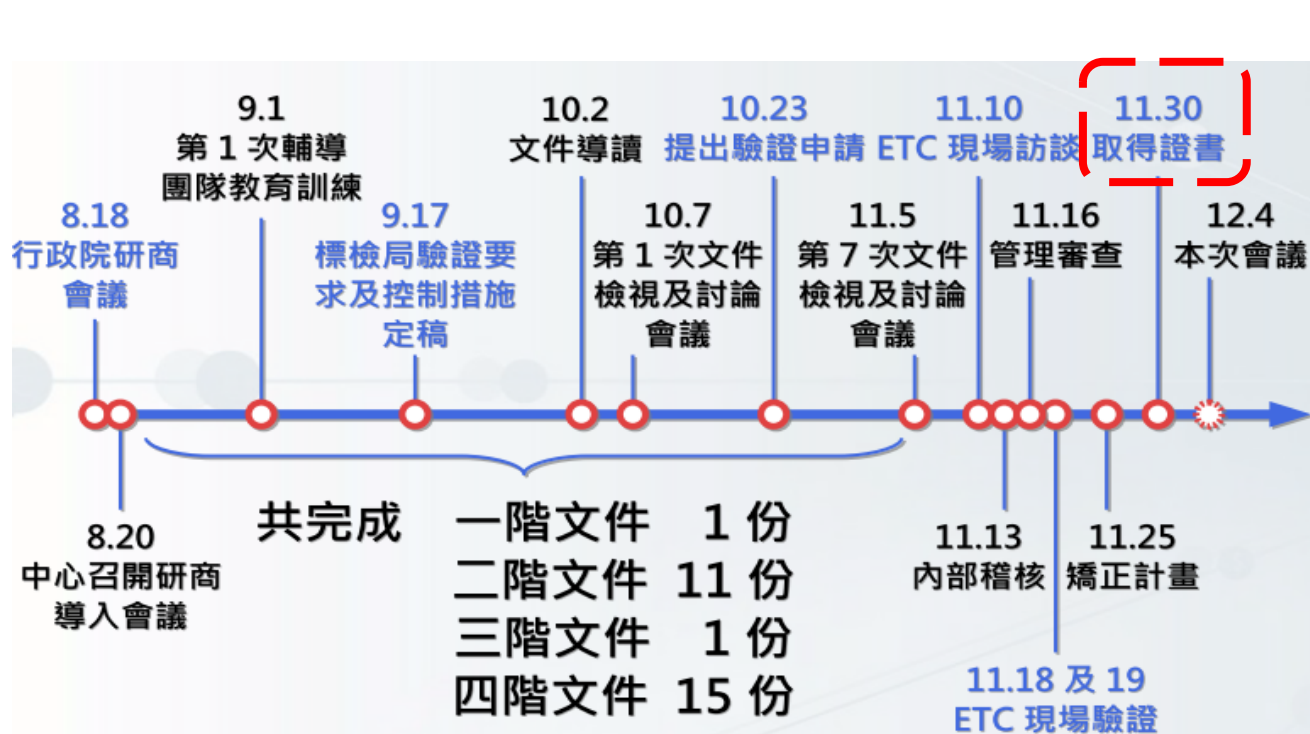 8.18
行政院研商
會議
8.20
中心召開研商
導入會議
9.1
第 1 次輔導
團隊教育訓練
9.17
標檢局驗證要
求及控制措施
定稿
10.2
文件導讀
10.7
第 1 次文件
檢視及討論
會議
10.23
提出驗證申請
11.5
第 7 次文件
檢視及討論
會議
11.10
ETC 現場訪談
11.13
內部稽核
11.16
管理審查
11.18 及 19
ETC 現場驗證
11.25
矯正計畫
11.30
取得證書
12.4
本次會議
共完成 一階文件 1 份
二階文件 11 份
三階文件 1 份
四階文件 15 份